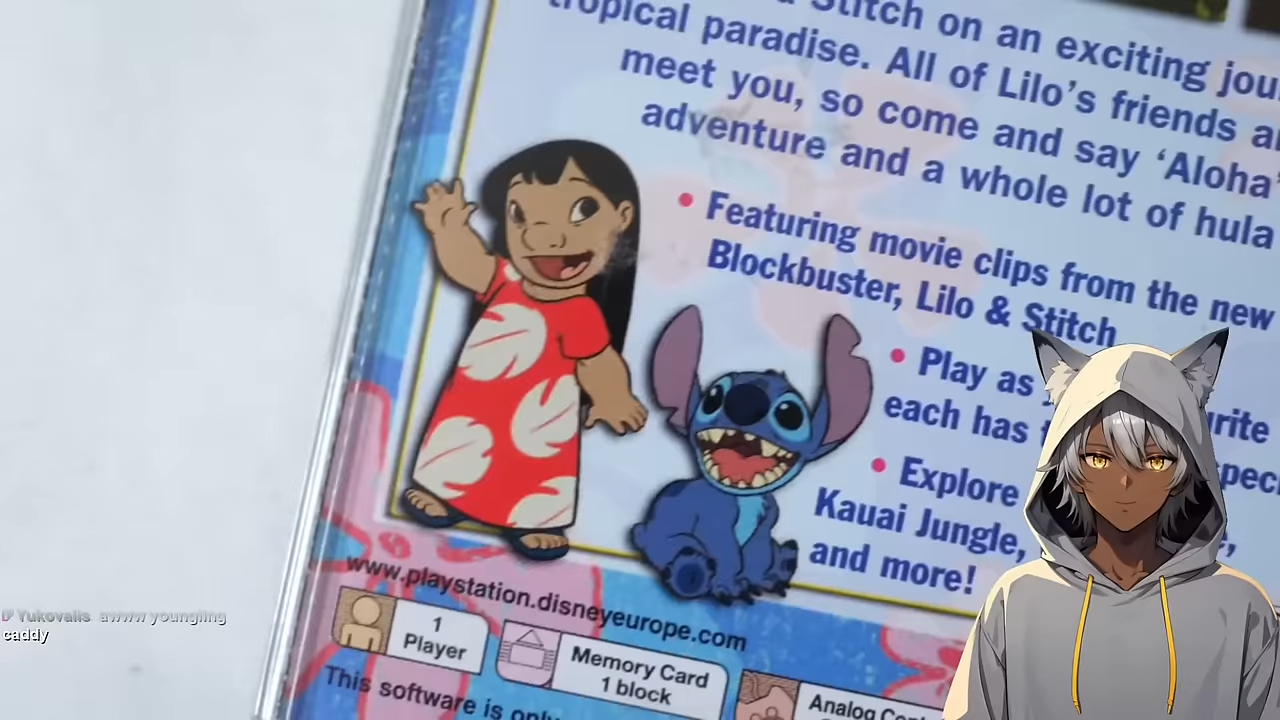 Stitch on an exciting
tropical paradise. All of Lilo's friends
meet you, so come and say ‘Aloha’
adventure and a whole lot of hula
• Featuring movie clips from the new
Blockbuster, Lilo & Stitch
• Play as
each has
• Explore
Kauai Jungle,
and more!
www.playstation.disneyeurope.com
1
Player
Memory Card
1 block
Analog
This software is only
Yukovalis awww youngling
caddy